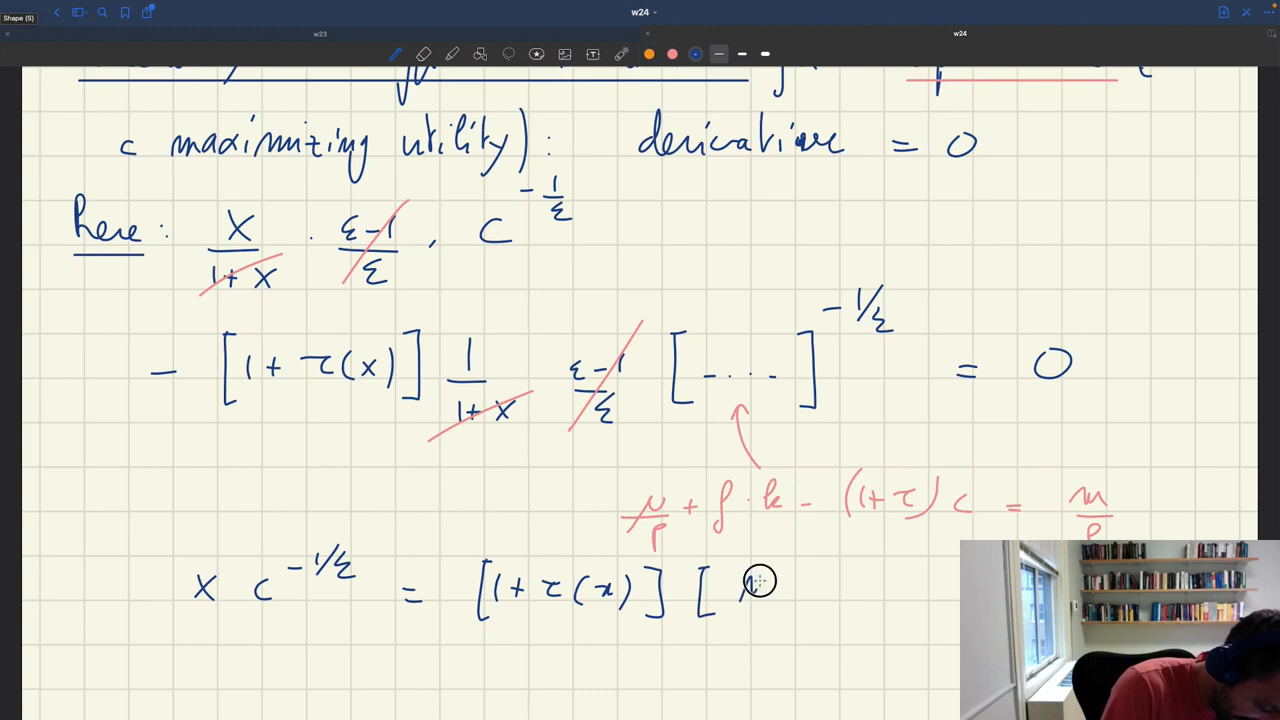 w24
Shape (S)
w23
w24
c maximizing utility): derivative = 0
here: χ/(1+χ) · (ε-1)/ε · c^(-1/ε)
- [1 + τ(x)] 1/(1+χ) (ε-1)/ε [- · · -]^(-1/ε) = 0
μ/p + f · k - (1+τ) c = m/p
χ c^(-1/ε) = [1 + τ(x)] [